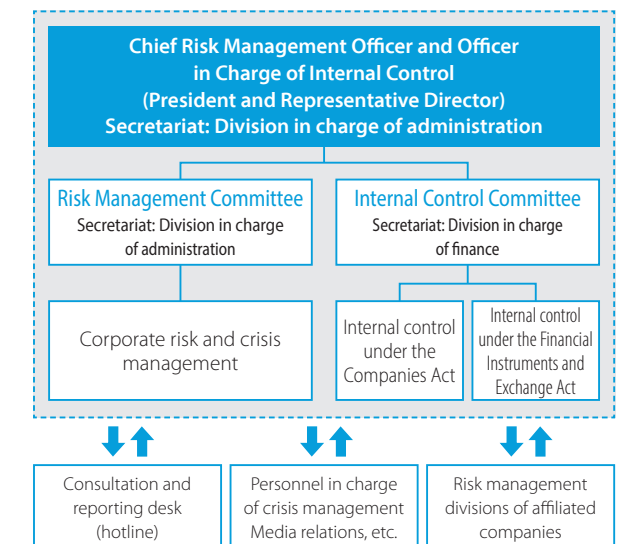 Chief Risk Management Officer and Officer
in Charge of Internal Control
(President and Representative Director)
Secretariat: Division in charge of administration
Risk Management Committee
Secretariat: Division in charge
of administration
Internal Control Committee
Secretariat: Division in charge
of finance
Corporate risk and crisis
management
Internal control
under the
Companies Act
Internal control
under the Financial
Instruments and
Exchange Act
Consultation and
reporting desk
(hotline)
Personnel in charge
of crisis management
Media relations, etc.
Risk management
divisions of affiliated
companies